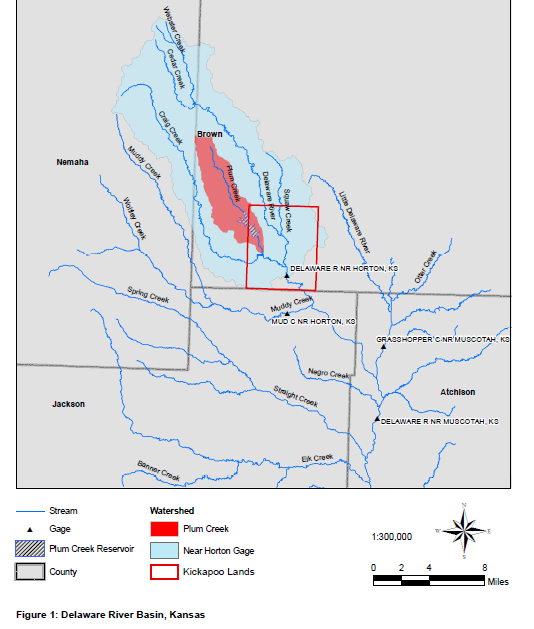 Webster Creek
Cedar Creek
Craig Creek
Brown
Nemaha
Muddy Creek
Plum Creek
Delaware River
Squaw Creek
Little Delaware River
Wolfley Creek
Otter Creek
DELAWARE R NR HORTON, KS
Spring Creek
Muddy Creek
MUD C NR HORTON, KS
GRASSHOPPER C NR MUSCOTAH, KS
Negro Creek
Straight Creek
Atchison
Jackson
DELAWARE R NR MUSCOTAH, KS
Elk Creek
Banner Creek
Stream
Gage
Plum Creek Reservoir
County
Watershed
Plum Creek
Near Horton Gage
Kickapoo Lands
N
W
E
S
1:300,000
0 2 4 8
Miles
Figure 1: Delaware River Basin, Kansas